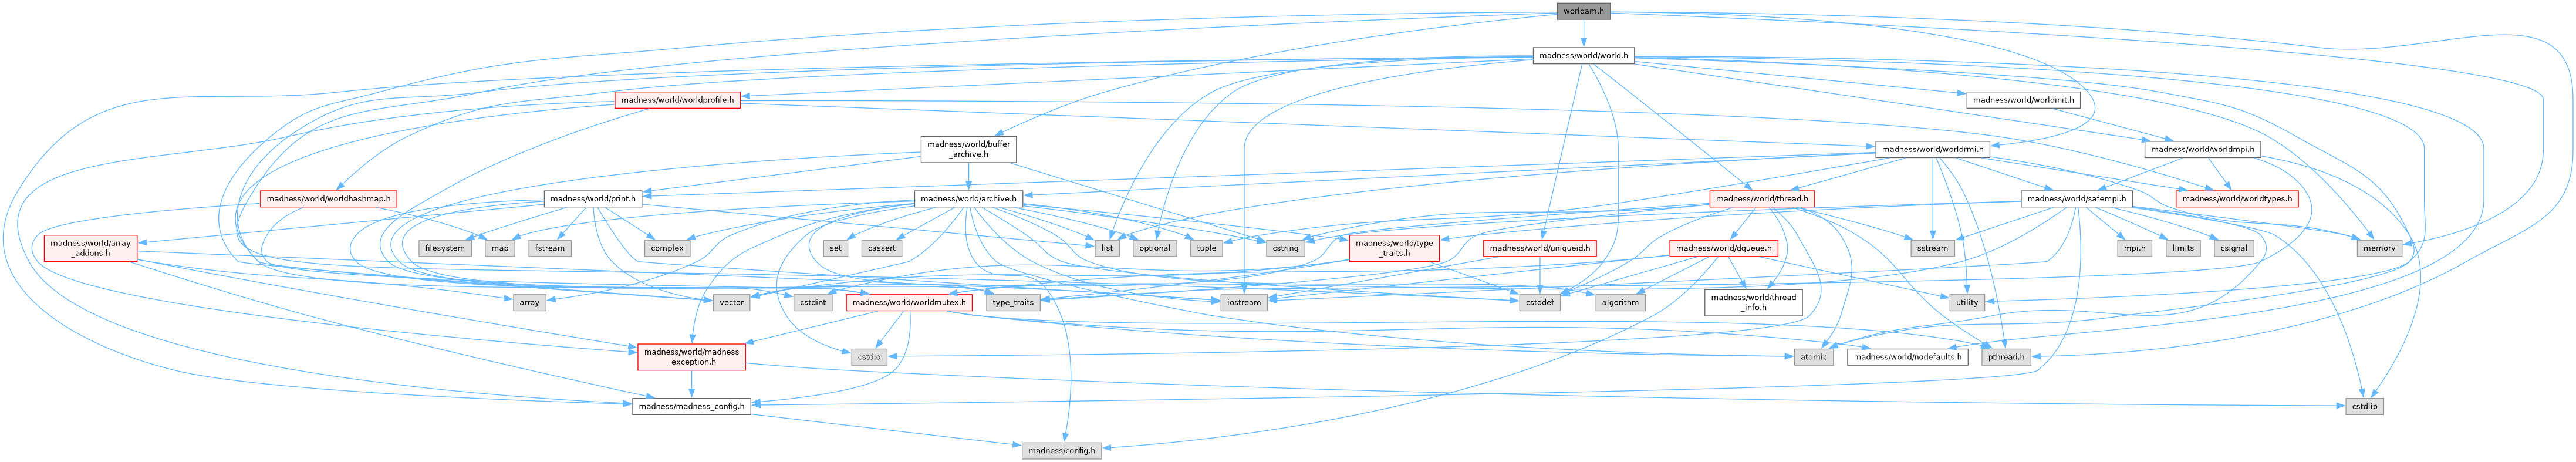 worldam.h
madness/world/world.h
madness/world/worldprofile.h
madness/world/worldinit.h
madness/world/buffer
_archive.h
madness/world/worldrmi.h
madness/world/worldmpi.h
madness/world/worldhashmap.h
madness/world/print.h
madness/world/archive.h
madness/world/thread.h
madness/world/safempi.h
madness/world/worldtypes.h
madness/world/array
_addons.h
filesystem
map
fstream
complex
set
cassert
list
optional
tuple
cstring
madness/world/type
_traits.h
madness/world/uniqueid.h
madness/world/dqueue.h
sstream
mpi.h
limits
csignal
memory
array
vector
cstdint
madness/world/worldmutex.h
type_traits
iostream
cstddef
algorithm
madness/world/thread
_info.h
utility
madness/world/madness
_exception.h
cstdio
atomic
madness/world/nodefaults.h
pthread.h
madness/madness_config.h
cstdlib
madness/config.h